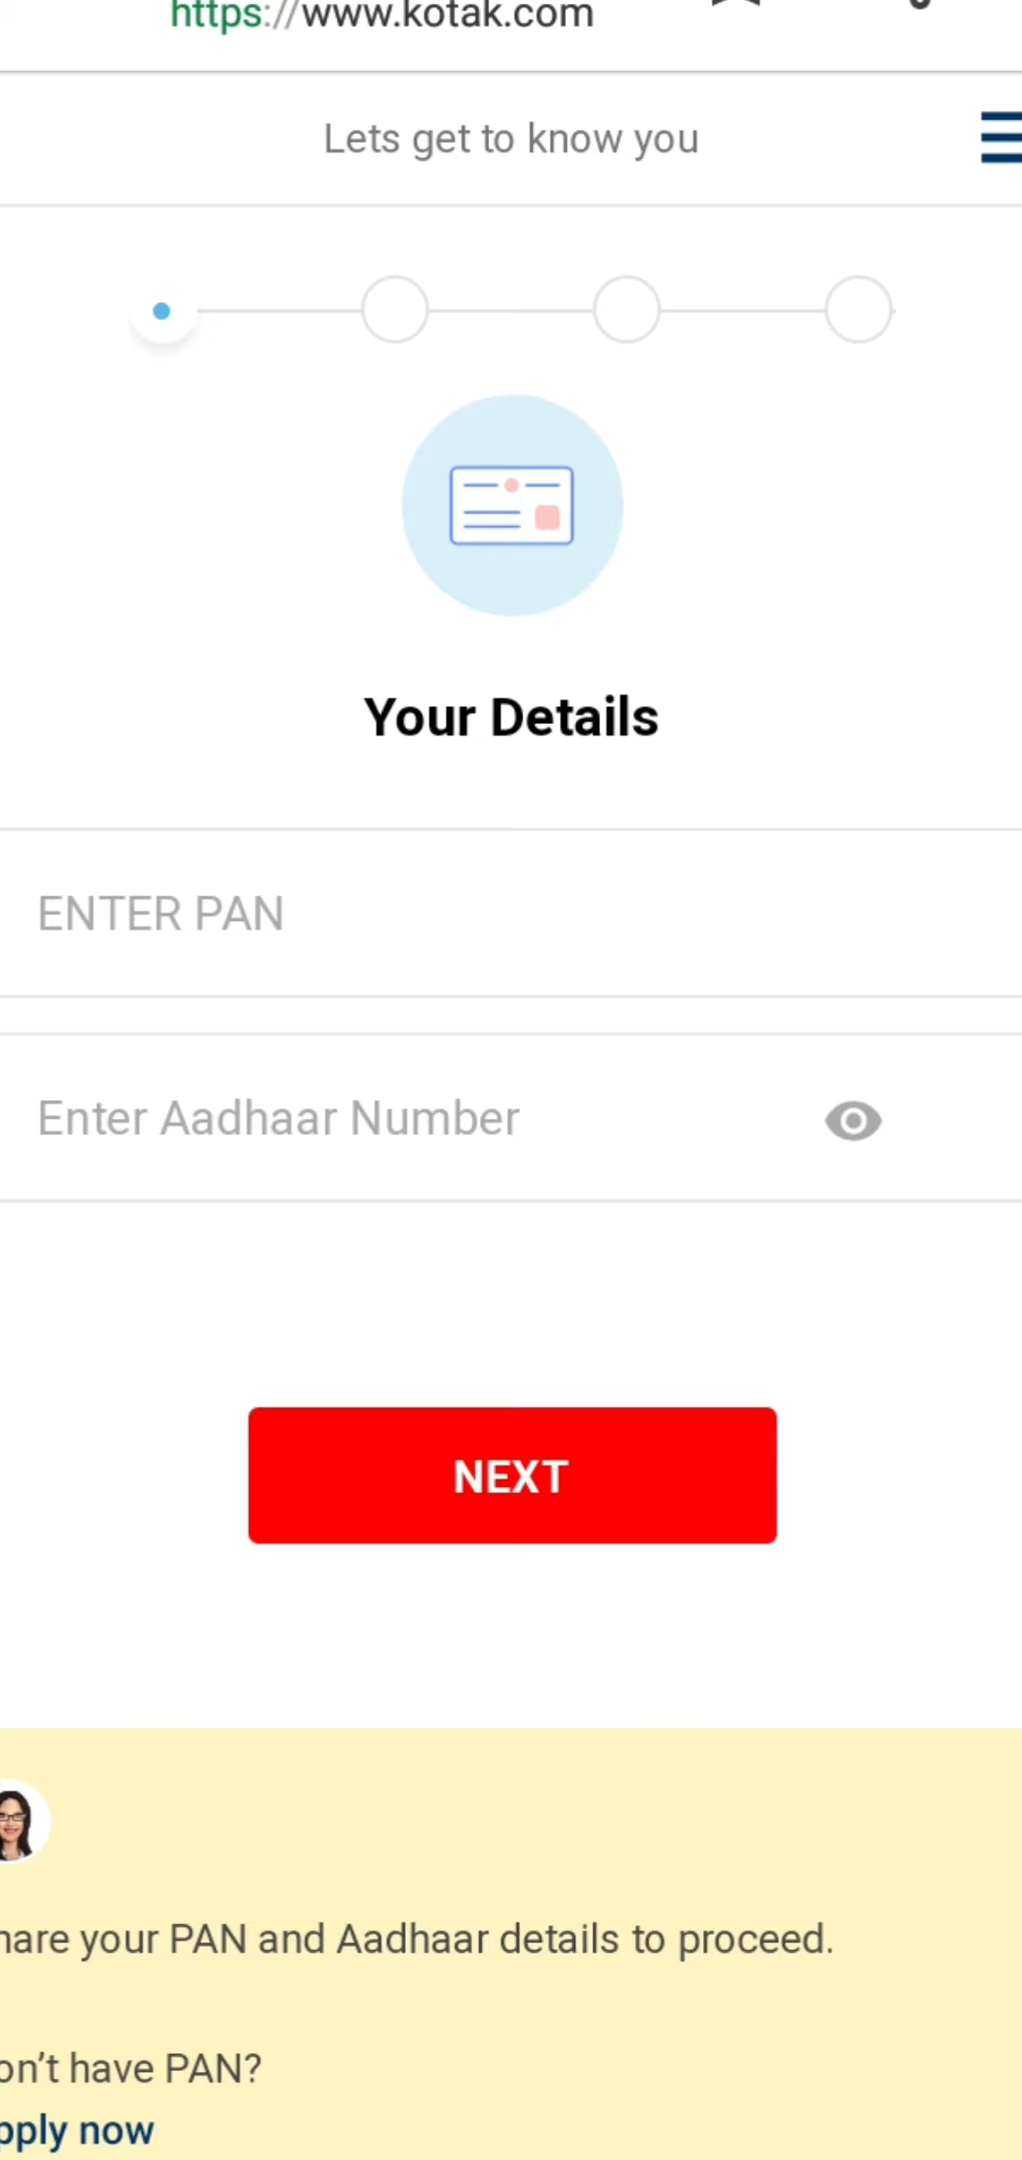 https://www.kotak.com
Lets get to know you
Your Details
ENTER PAN
Enter Aadhaar Number
NEXT
hare your PAN and Aadhaar details to proceed.
on’t have PAN?
pply now